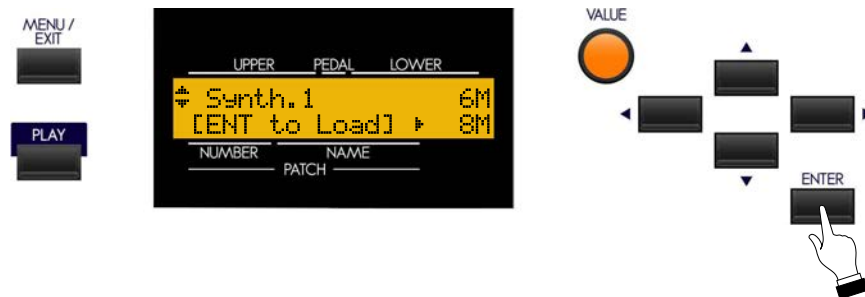 MENU /
EXIT
PLAY
UPPER PEDAL LOWER
Synth.1 6M
[ENT to Load] 8M
NUMBER NAME
PATCH
VALUE
ENTER